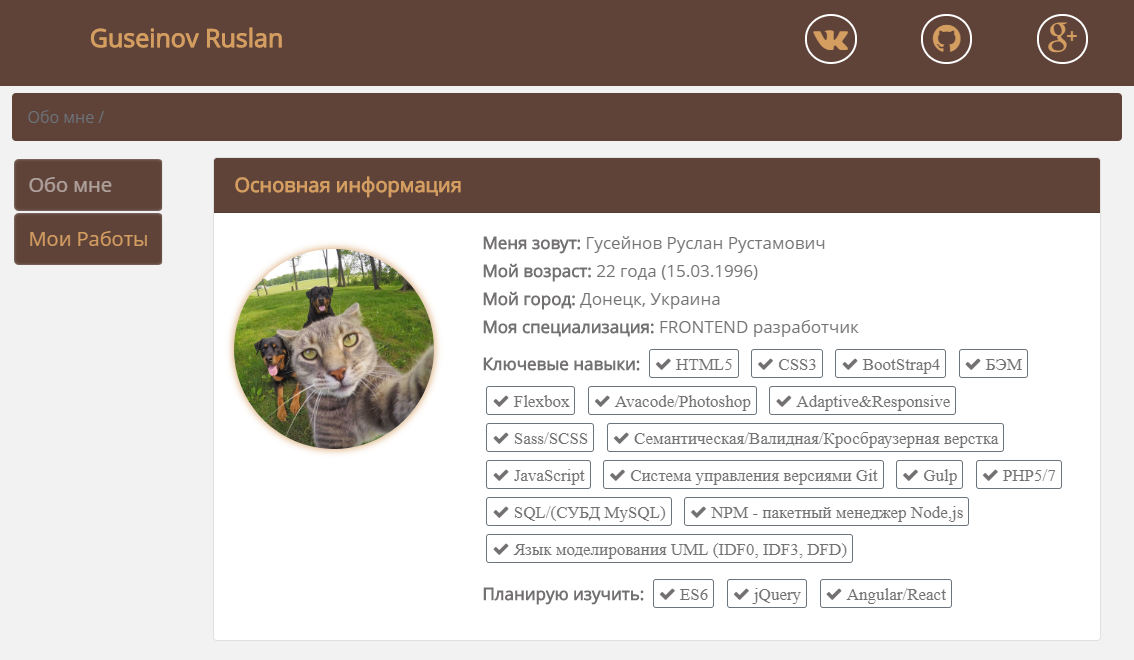 Guseinov Ruslan
Обо мне /
Обо мне
Мои Работы
Основная информация
Меня зовут: Гусейнов Руслан Рустамович
Мой возраст: 22 года (15.03.1996)
Мой город: Донецк, Украина
Моя специализация: FRONTEND разработчик
Ключевые навыки: ✔ HTML5 ✔ CSS3 ✔ BootStrap4 ✔ БЭМ
✔ Flexbox ✔ Avacode/Photoshop ✔ Adaptive&Responsive
✔ Sass/SCSS ✔ Семантическая/Валидная/Кросбраузерная верстка
✔ JavaScript ✔ Система управления версиями Git ✔ Gulp ✔ PHP5/7
✔ SQL/(СУБД MySQL) ✔ NPM - пакетный менеджер Node.js
✔ Язык моделирования UML (IDF0, IDF3, DFD)
Планирую изучить: ✔ ES6 ✔ jQuery ✔ Angular/React